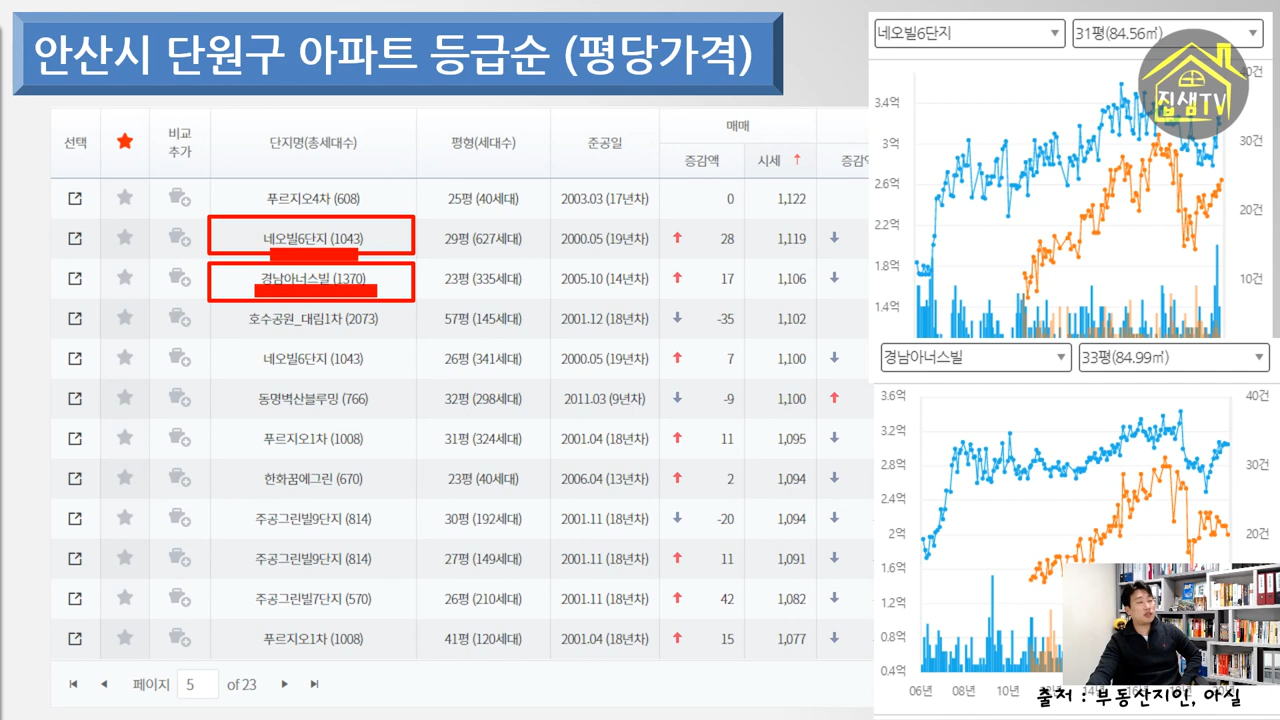 안산시 단원구 아파트 등급순 (평당가격)
선택 비교 추가 단지명(총세대수) 평형(세대수) 준공일 매매
증감액 시세 ↑
푸르지오4차 (608) 25평 (40세대) 2003.03 (17년차) 0 1,122
네오빌6단지 (1043) 29평 (627세대) 2000.05 (19년차) 28 1,119
경남아너스빌 (1370) 23평 (335세대) 2005.10 (14년차) 17 1,106
호수공원_대림1차 (2073) 57평 (145세대) 2001.12 (18년차) -35 1,102
네오빌6단지 (1043) 26평 (341세대) 2000.05 (19년차) 7 1,100
동명벽산블루밍 (766) 32평 (298세대) 2011.03 (9년차) -9 1,100
푸르지오1차 (1008) 31평 (324세대) 2001.04 (18년차) 11 1,095
한화꿈에그린 (670) 23평 (40세대) 2006.04 (13년차) 2 1,094
주공그린빌9단지 (814) 30평 (192세대) 2001.11 (18년차) -20 1,094
주공그린빌9단지 (814) 27평 (149세대) 2001.11 (18년차) 11 1,091
주공그린빌7단지 (570) (210세대) 2001.11 (18년차) 42 1,082
푸르지오1차 (1008) 41평 (120세대) 2001.04 (18년차) 15 1,077
페이지 5 of 23
네오빌6단지 31평(84.56㎡)
집샘TV
3.4억
3억 30건
2.6억
2.2억 20건
1.8억
10건
1.4억
경남아너스빌 33평(84.99㎡)
3.6억 40건
3.2억
2.8억 30건
2.4억
2억 20건
1.6억
1.2억
0.8억
0.4억
06년 08년 10년
출처 : 부동산지인, 아실